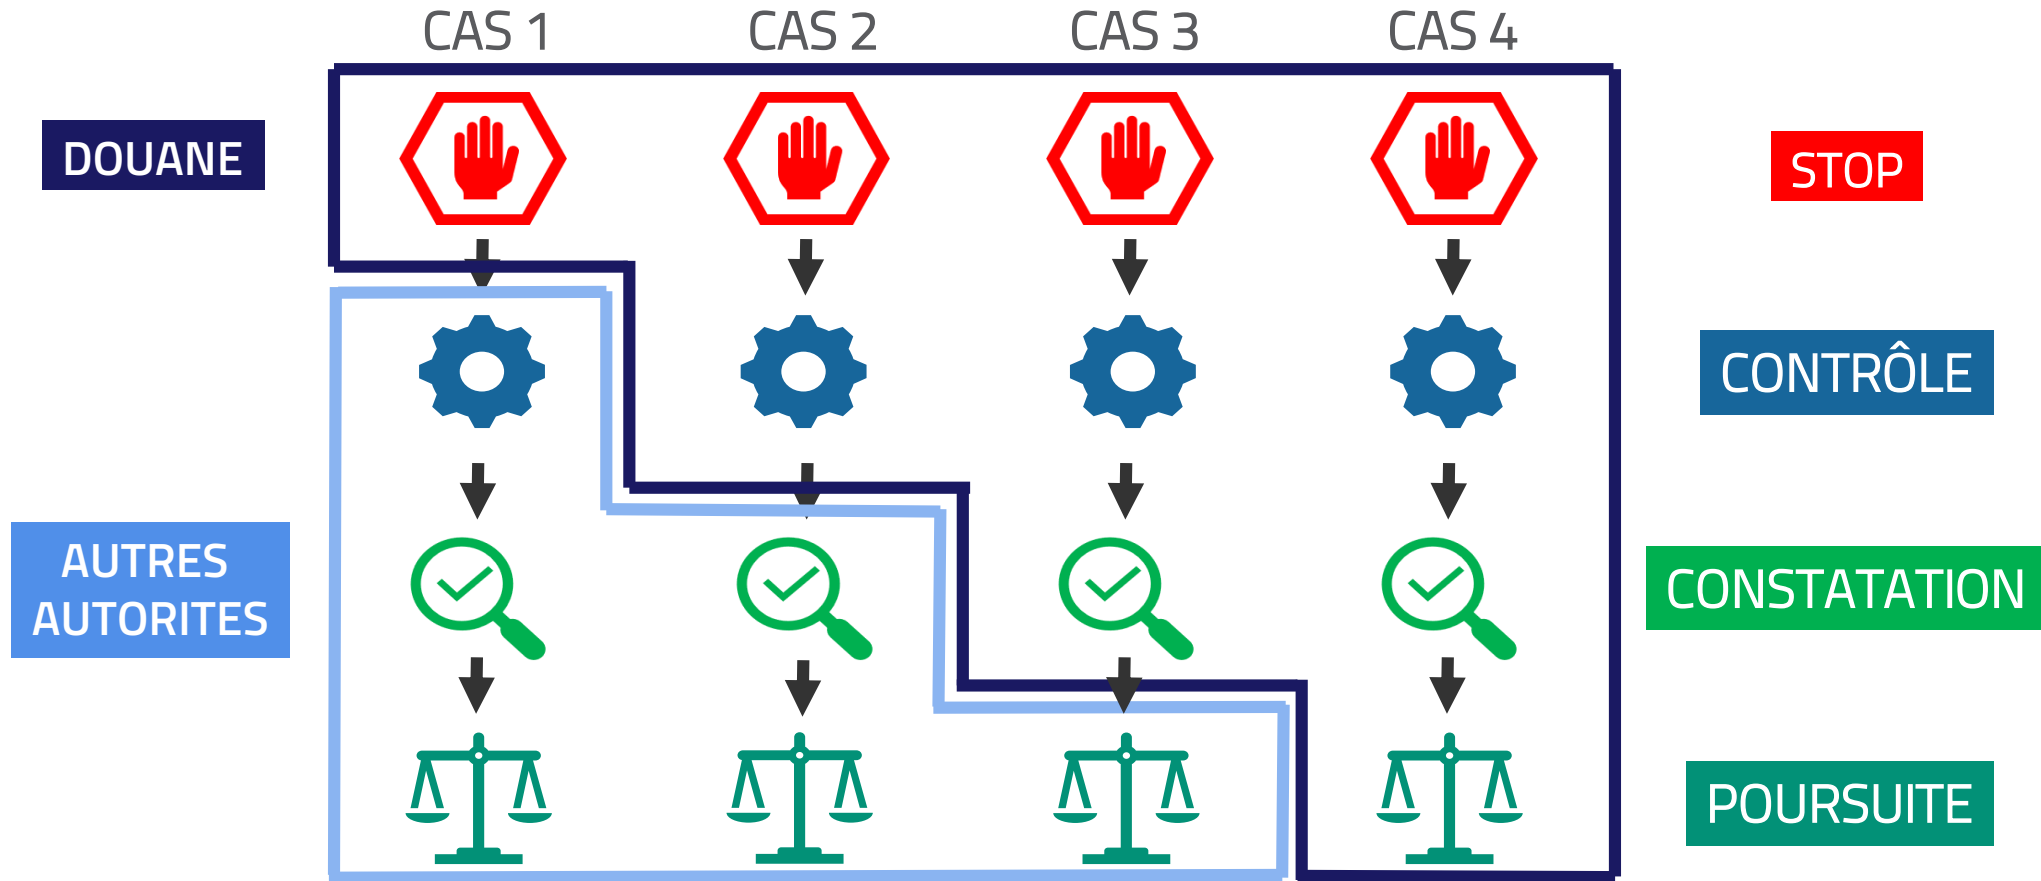 CAS 1
CAS 2
CAS 3
CAS 4
DOUANE
STOP
CONTRÔLE
AUTRES
AUTORITES
CONSTATATION
POURSUITE